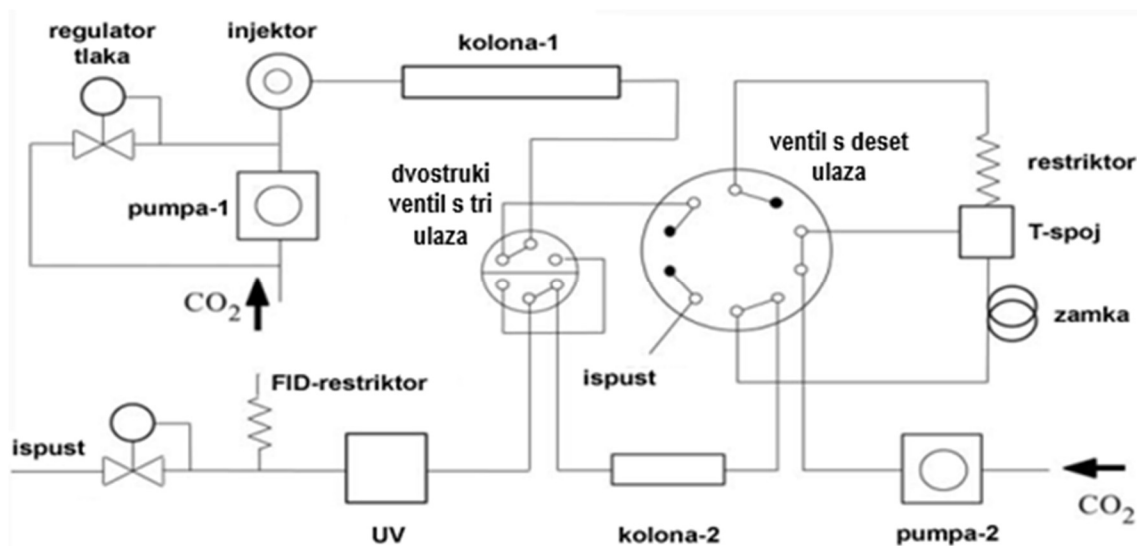 regulator
tlaka
injektor
kolona-1
pumpa-1
CO2
dvostruki
ventil s tri
ulaza
ventil s deset
ulaza
restriktor
T-spoj
zamka
ispust
FID-restriktor
ispust
UV
kolona-2
pumpa-2
CO2